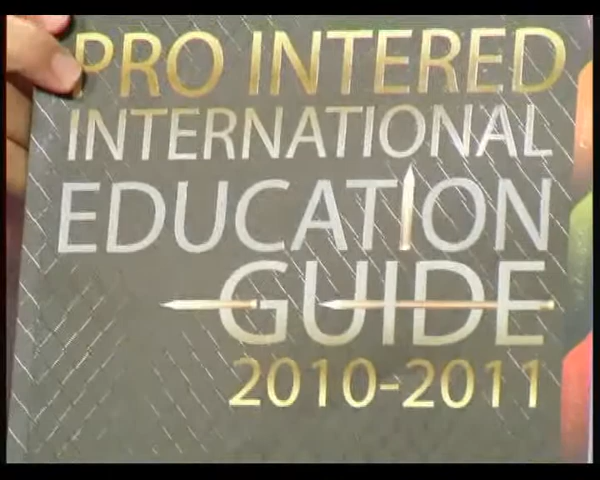 PRO INTERED
INTERNATIONAL
EDUCATION
GUIDE
2010-2011